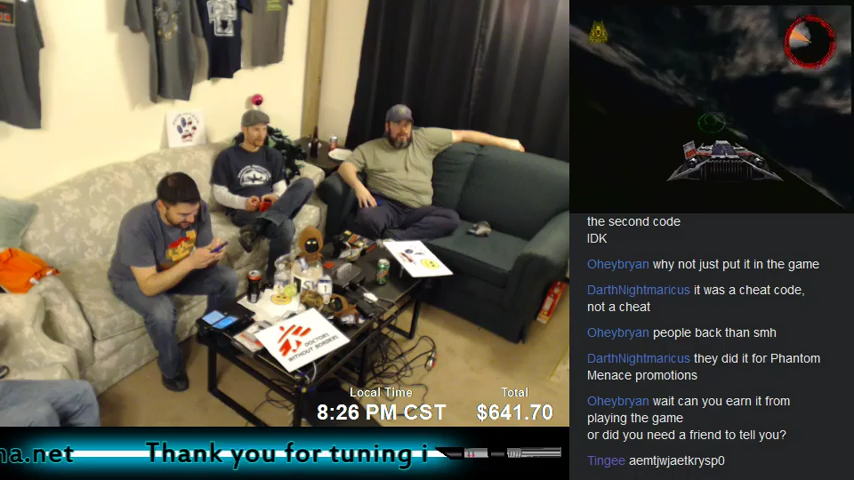 the second code
IDK
Oheybryan why not just put it in the game
DarthNightmaricus it was a cheat code,
not a cheat
Oheybryan people back than smh
DarthNightmaricus they did it for Phantom
Menace promotions
Oheybryan wait can you earn it from
playing the game
or did you need a friend to tell you?
Tingee aemtjwjaetkrysp0
DOCTORS
WITHOUT BORDERS
Local Time
Total
8:26 PM CST
$641.70
na.net
Thank you for tuning i